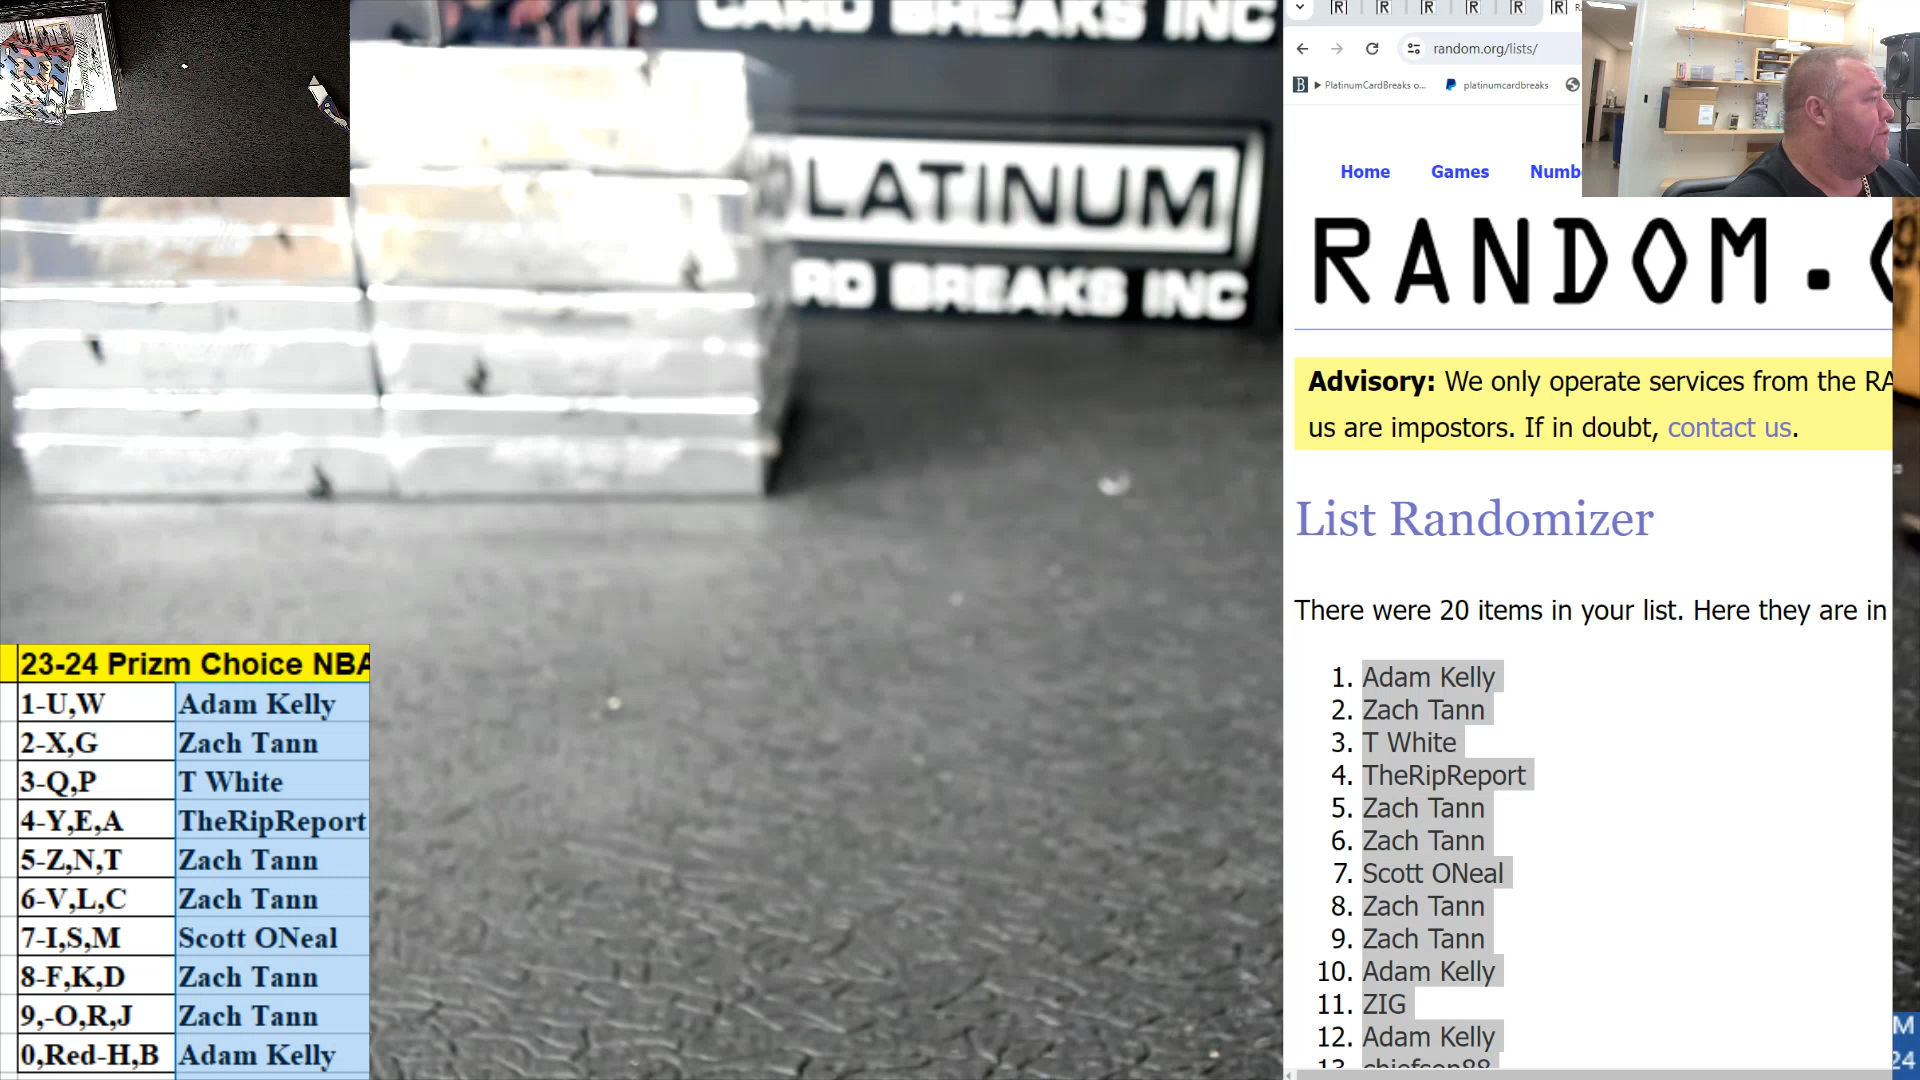 CARD BREAKS INC
PLATINUM
RD BREAKS INC
23-24 Prizm Choice NBA
1-U,W Adam Kelly
2-X,G Zach Tann
3-Q,P T White
4-Y,E,A TheRipReport
5-Z,N,T Zach Tann
6-V,L,C Zach Tann
7-I,S,M Scott ONeal
8-F,K,D Zach Tann
9,-O,R,J Zach Tann
0,Red-H,B Adam Kelly
random.org/lists/
PlatinumCardBreaks o...
platinumcardbreaks
Home Games Numb
RANDOM.
Advisory: We only operate services from the RA
us are impostors. If in doubt, contact us.
List Randomizer
There were 20 items in your list. Here they are in
1. Adam Kelly
2. Zach Tann
3. T White
4. TheRipReport
5. Zach Tann
6. Zach Tann
7. Scott ONeal
8. Zach Tann
9. Zach Tann
10. Adam Kelly
11. ZIG
12. Adam Kelly
13. chiefson88
M
24